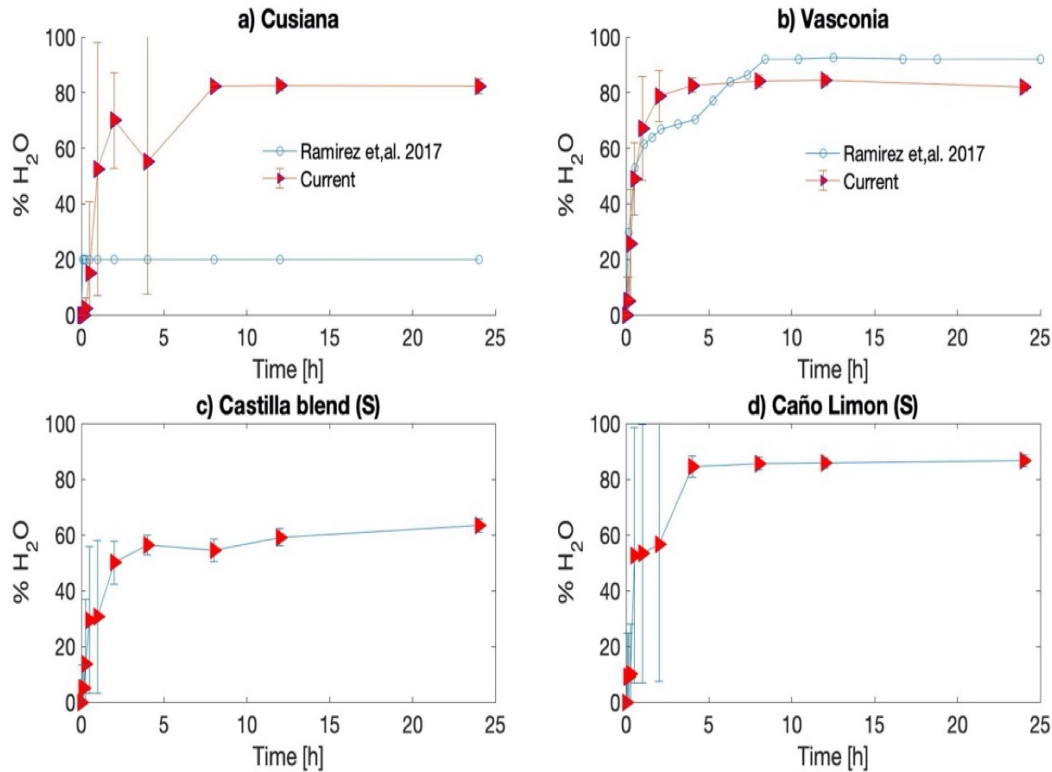 a) Cusiana
100
80
60
40
20
0
% H2O
0 5 10 15 20 25
Time [h]
Ramirez et,al. 2017
Current
b) Vasconia
100
80
60
40
20
0
% H2O
0 5 10 15 20 25
Time [h]
Ramirez et,al. 2017
Current
c) Castilla blend (S)
100
80
60
40
20
0
% H2O
0 5 10 15 20 25
Time [h]
d) Caño Limon (S)
100
80
60
40
20
0
% H2O
0 5 10 15 20 25
Time [h]